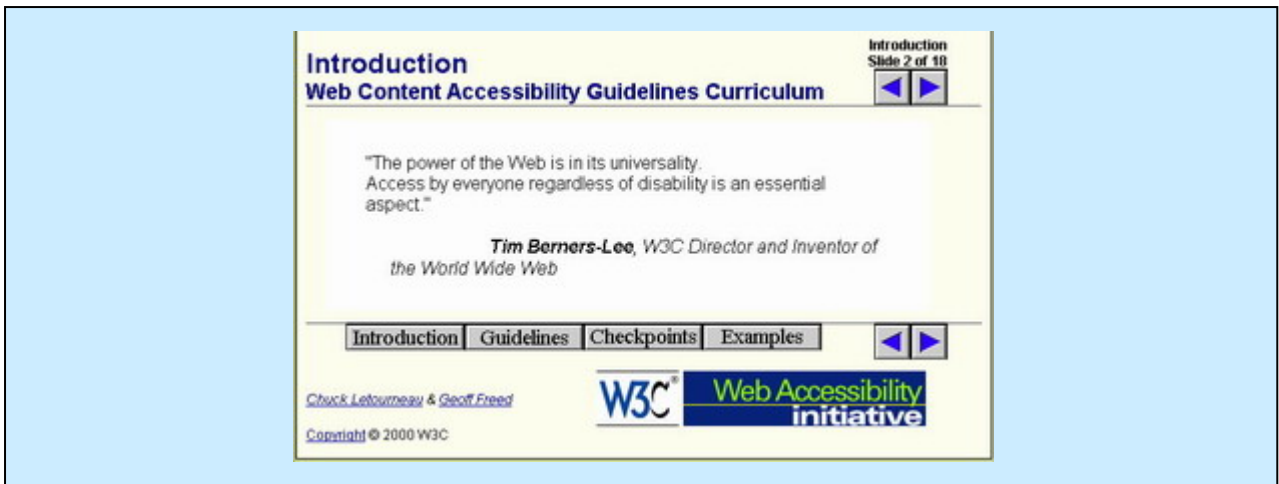 Introduction
Slide 2 of 18
Introduction
Web Content Accessibility Guidelines Curriculum
"The power of the Web is in its universality.
Access by everyone regardless of disability is an essential
aspect."
Tim Berners-Lee, W3C Director and Inventor of
the World Wide Web
Introduction Guidelines Checkpoints Examples
W3C® Web Accessibility
initiative
Chuck Letourneau & Geoff Freed
Copyright © 2000 W3C